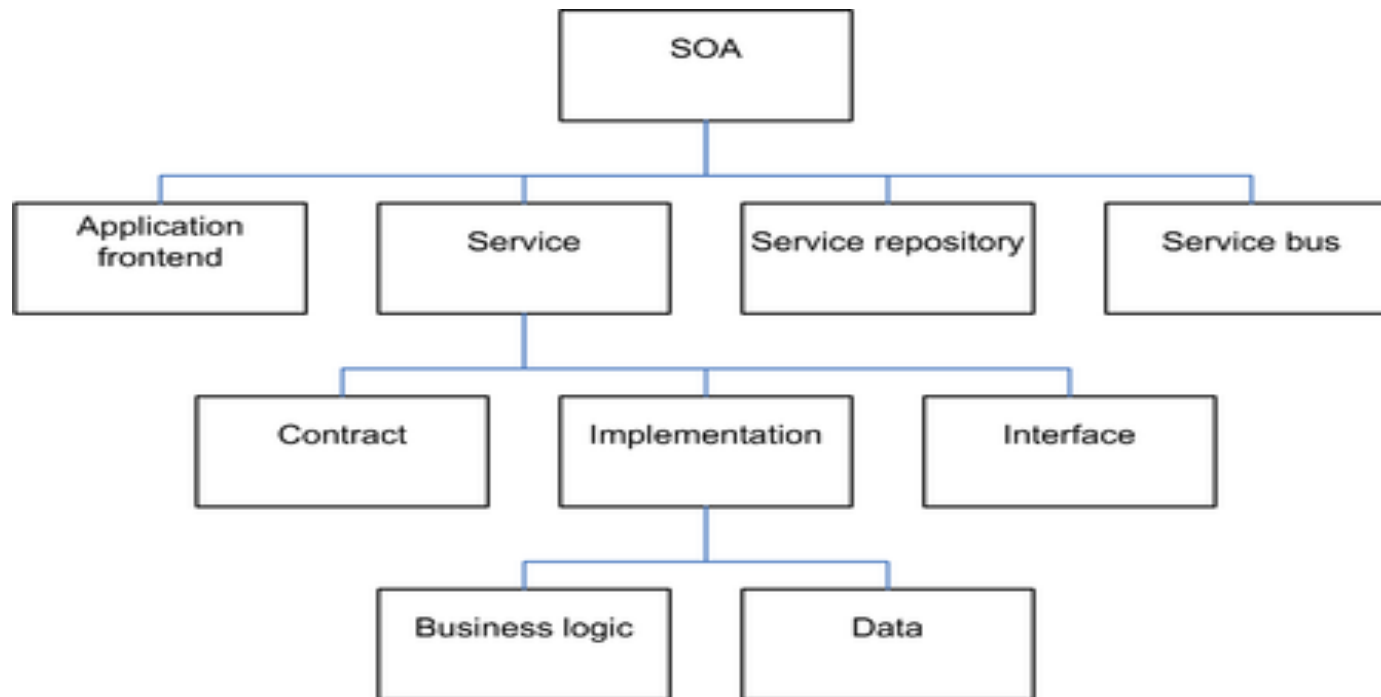 SOA
Application
frontend
Service
Service repository
Service bus
Contract
Implementation
Interface
Business logic
Data